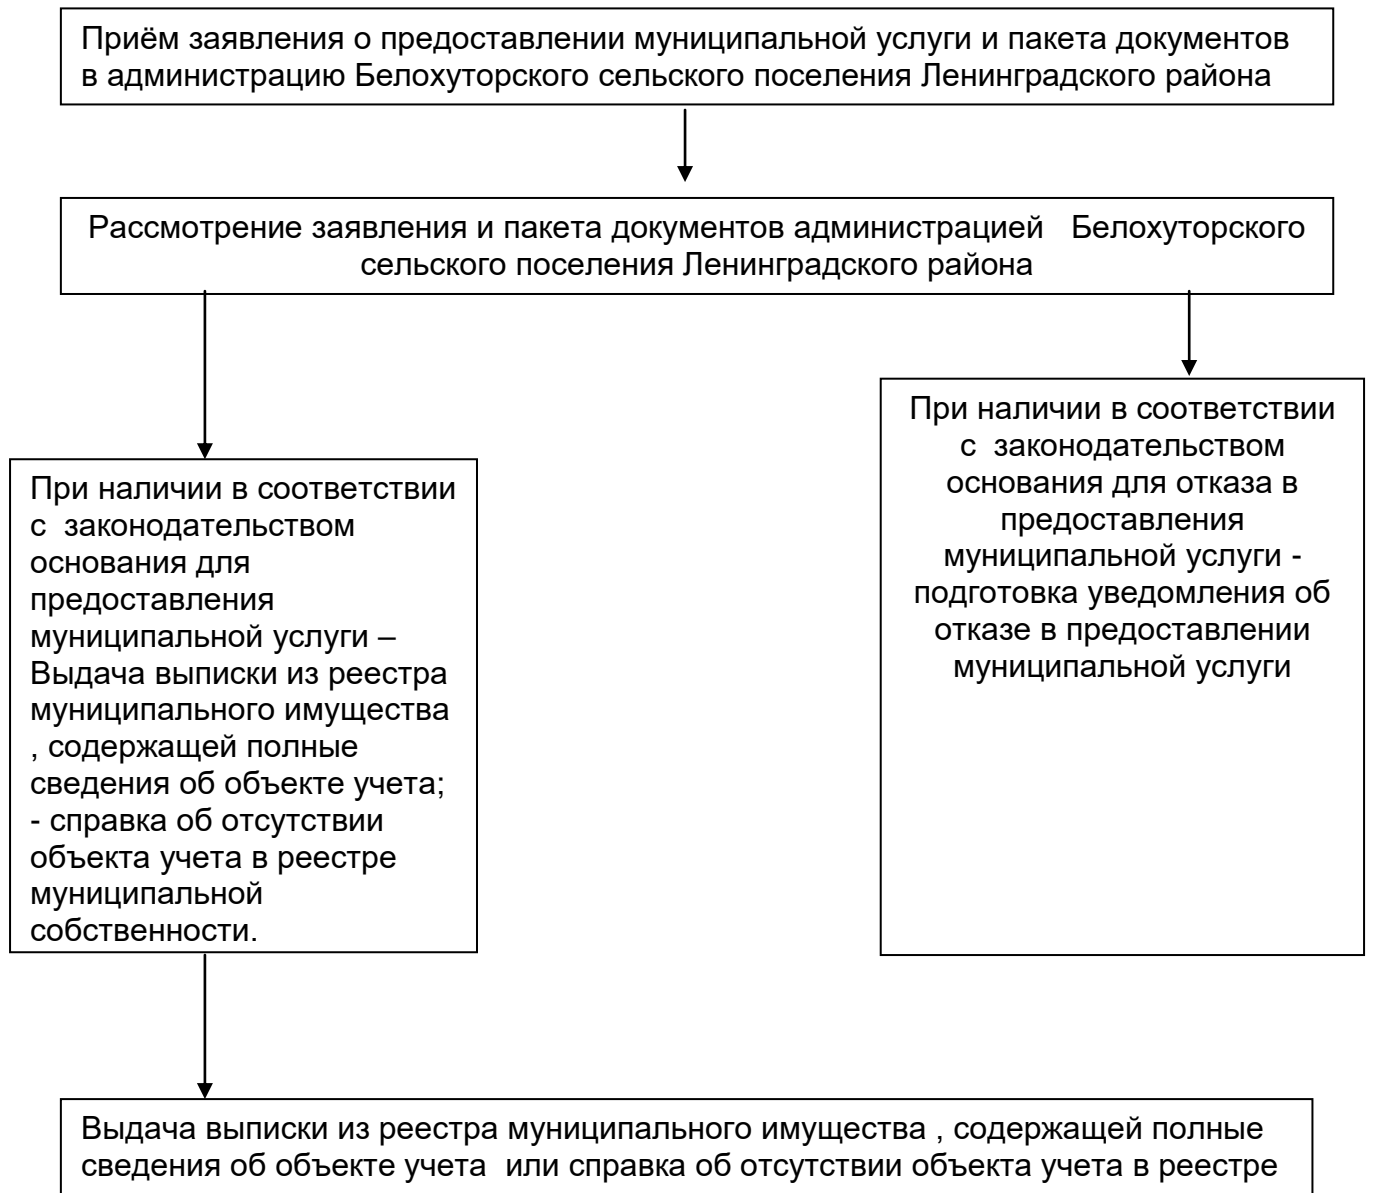 Приём заявления о предоставлении муниципальной услуги и пакета документов
в администрацию Белохуторского сельского поселения Ленинградского района
Рассмотрение заявления и пакета документов администрацией Белохуторского
сельского поселения Ленинградского района
При наличии в соответствии
с законодательством
основания для
предоставления
муниципальной услуги –
Выдача выписки из реестра
муниципального имущества
, содержащей полные
сведения об объекте учета;
- справка об отсутствии
объекта учета в реестре
муниципальной
собственности.
При наличии в соответствии
с законодательством
основания для отказа в
предоставления
муниципальной услуги -
подготовка уведомления об
отказе в предоставлении
муниципальной услуги
Выдача выписки из реестра муниципального имущества , содержащей полные
сведения об объекте учета или справка об отсутствии объекта учета в реестре